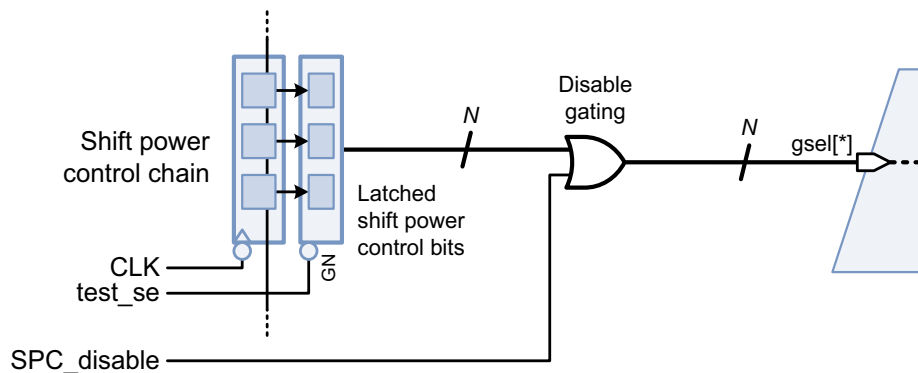 Shift power
control chain
N
Disable
gating
N
gsel[*]
Latched
shift power
control bits
GN
CLK
test_se
SPC_disable